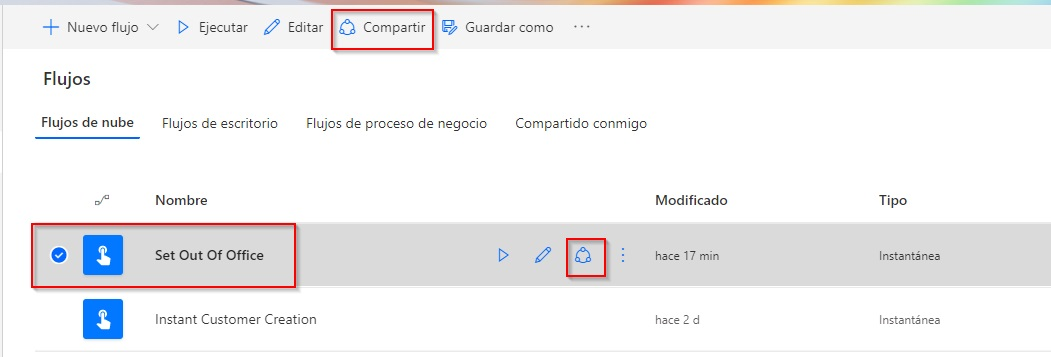 Nuevo flujo Ejecutar Editar Compartir Guardar como ...
Flujos
Flujos de nube Flujos de escritorio Flujos de proceso de negocio Compartido conmigo
Nombre Modificado Tipo
Set Out Of Office hace 17 min Instantánea
Instant Customer Creation hace 2 d Instantánea